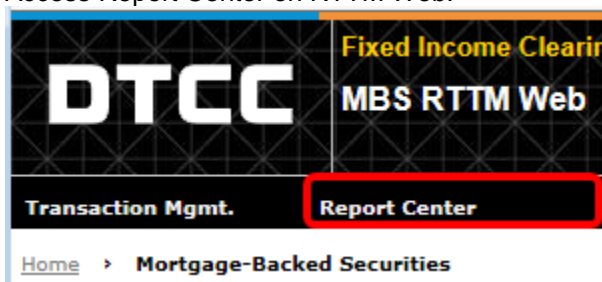 Access Report Center on RTTM Web.
Fixed Income Clearin
DTCC
MBS RTTM Web
Transaction Mgmt. Report Center
Home › Mortgage-Backed Securities